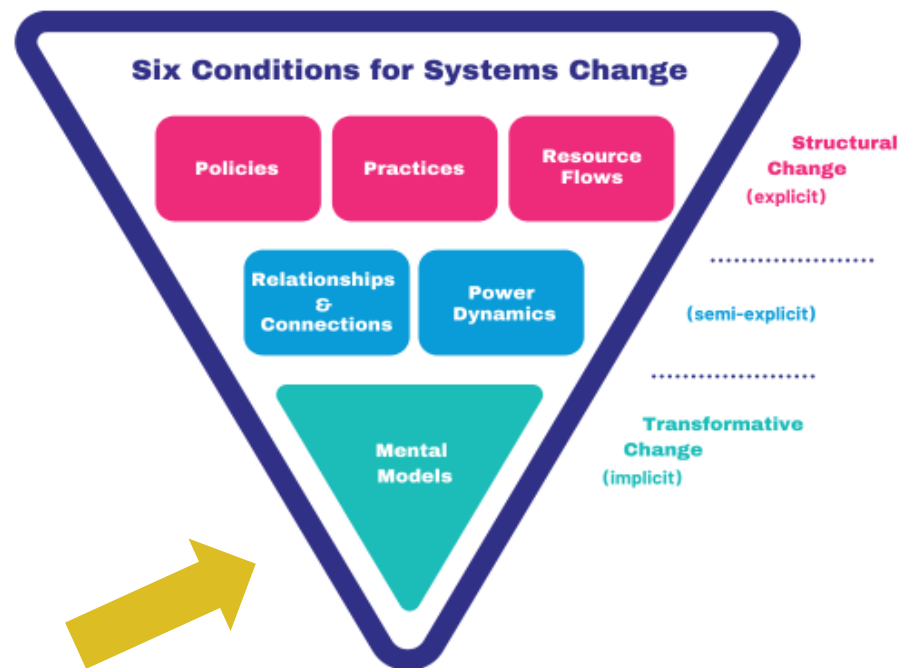 Six Conditions for Systems Change
Policies
Practices
Resource
Flows
Structural
Change
(explicit)
Relationships
&
Connections
Power
Dynamics
(semi-explicit)
Mental
Models
Transformative
Change
(implicit)